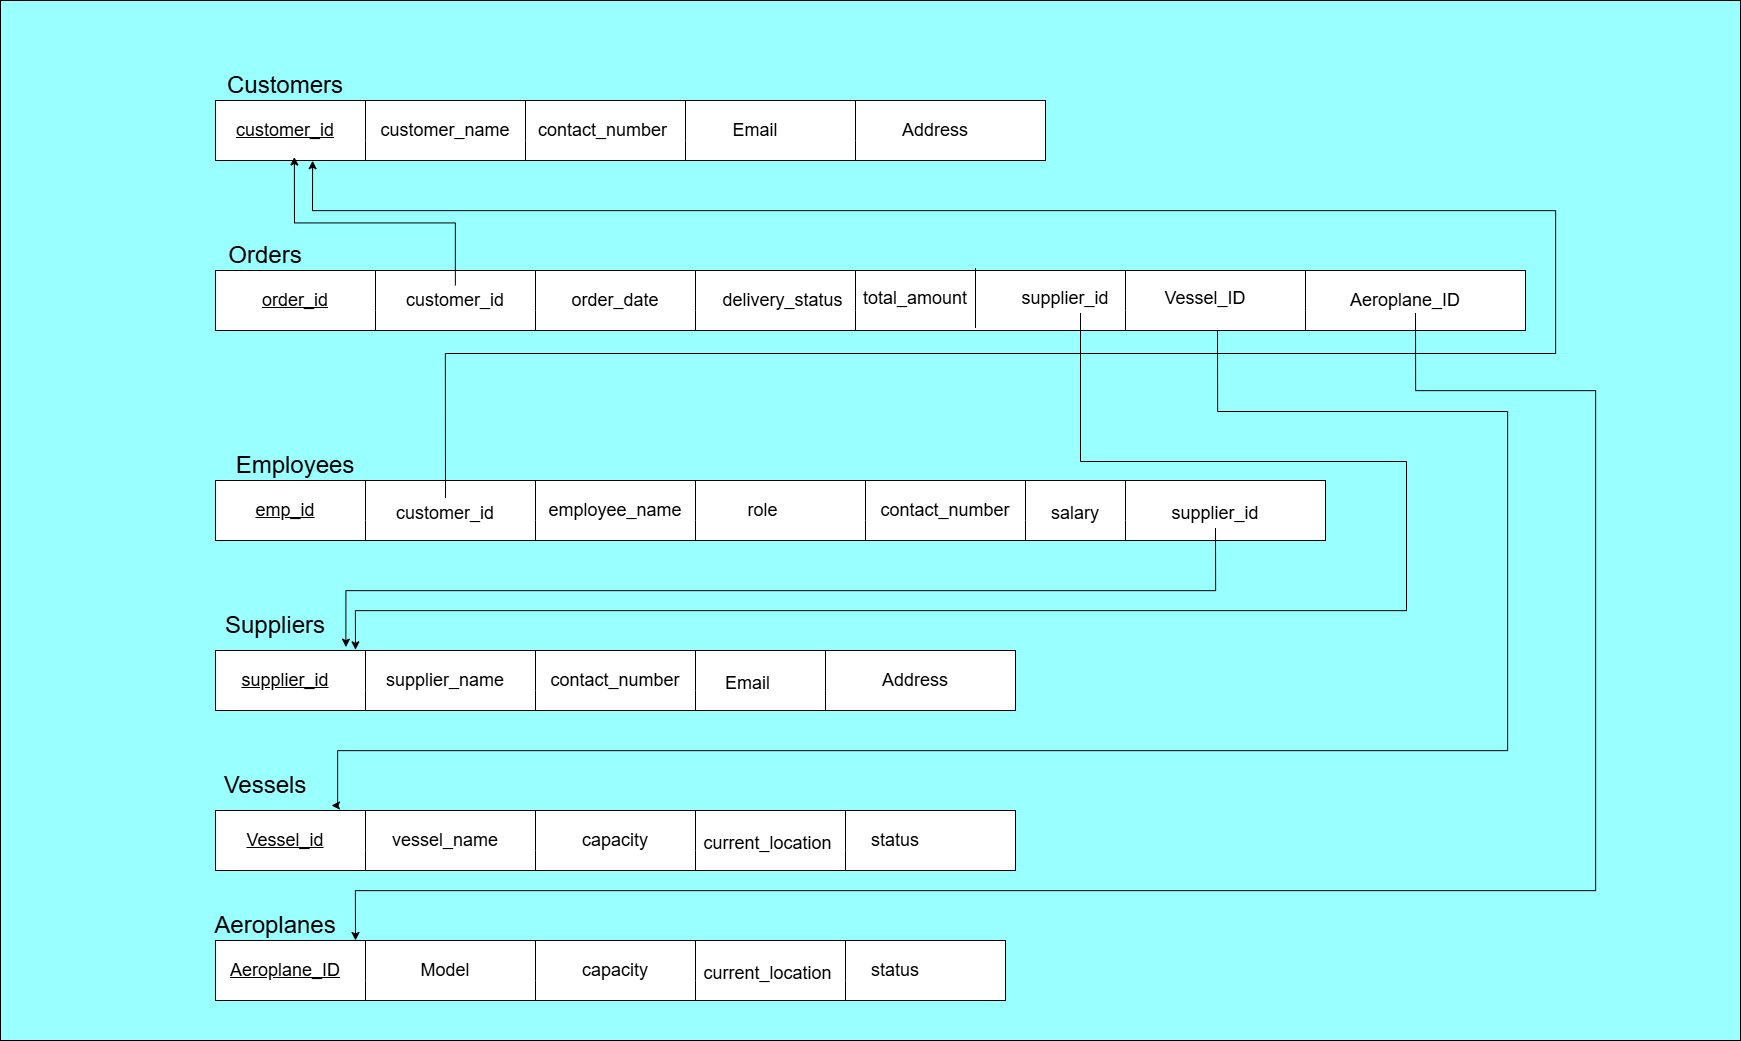 Customers
customer_id customer_name contact_number Email Address
Orders
order_id customer_id order_date delivery_status total_amount supplier_id Vessel_ID Aeroplane_ID
Employees
emp_id customer_id employee_name role contact_number salary supplier_id
Suppliers
supplier_id supplier_name contact_number Email Address
Vessels
Vessel_id vessel_name capacity current_location status
Aeroplanes
Aeroplane_ID Model capacity current_location status